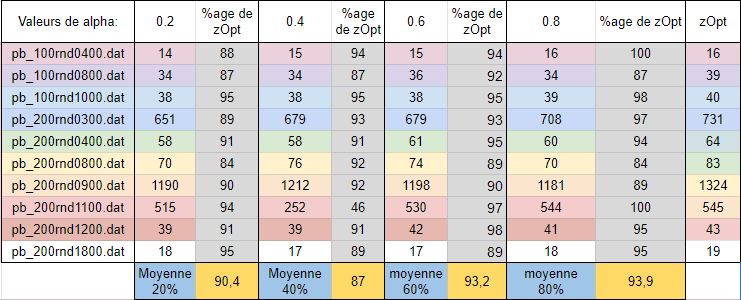 Valeurs de alpha: 0.2 %age de zOpt 0.4 %age de zOpt 0.6 %age de zOpt 0.8 %age de zOpt zOpt
pb_100rnd0400.dat 14 88 15 94 15 94 16 100 16
pb_100rnd0800.dat 34 87 34 87 36 92 34 87 39
pb_100rnd1000.dat 38 95 38 95 38 95 39 98 40
pb_200rnd0300.dat 651 89 679 93 679 93 708 97 731
pb_200rnd0400.dat 58 91 58 91 61 95 60 94 64
pb_200rnd0800.dat 70 84 76 92 74 89 70 84 83
pb_200rnd0900.dat 1190 90 1212 92 1198 90 1181 89 1324
pb_200rnd1100.dat 515 94 252 46 530 97 544 100 545
pb_200rnd1200.dat 39 91 39 91 42 98 41 95 43
pb_200rnd1800.dat 18 95 17 89 17 89 18 95 19
Moyenne 20% 90,4 Moyenne 40% 87 moyenne 60% 93,2 moyenne 80% 93,9